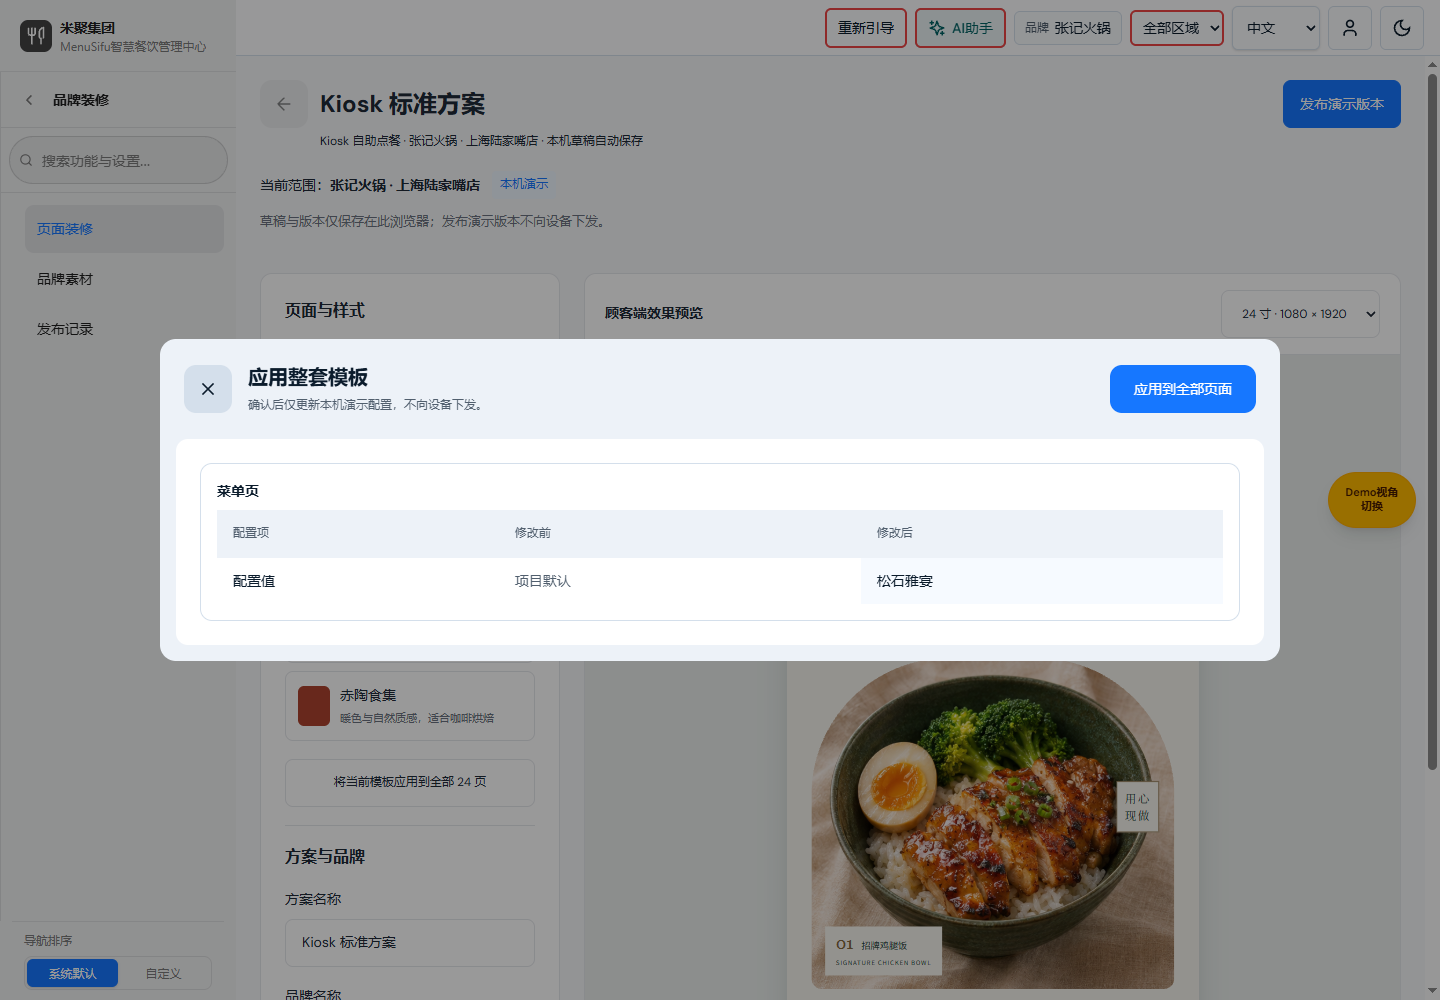 米聚集团
MenuSifu智慧餐饮管理中心
重新引导
AI助手
品牌 张记火锅
全部区域
中文
品牌装修
搜索功能与设置...
页面装修
品牌素材
发布记录
Kiosk 标准方案
Kiosk 自助点餐 · 张记火锅 · 上海陆家嘴店 · 本机草稿自动保存
发布演示版本
当前范围：张记火锅 · 上海陆家嘴店 本机演示
草稿与版本仅保存在此浏览器；发布演示版本不向设备下发。
页面与样式
顾客端效果预览
24 寸 · 1080 × 1920
应用整套模板
确认后仅更新本机演示配置，不向设备下发。
应用到全部页面
菜单页
配置项 修改前 修改后
配置值 项目默认 松石雅宴
Demo视角
切换
赤陶食集
暖色与自然质感，适合咖啡烘焙
将当前模板应用到全部 24 页
方案与品牌
方案名称
Kiosk 标准方案
品牌名称
用心
现做
01 招牌鸡腿饭
SIGNATURE CHICKEN BOWL
导航排序
系统默认 自定义